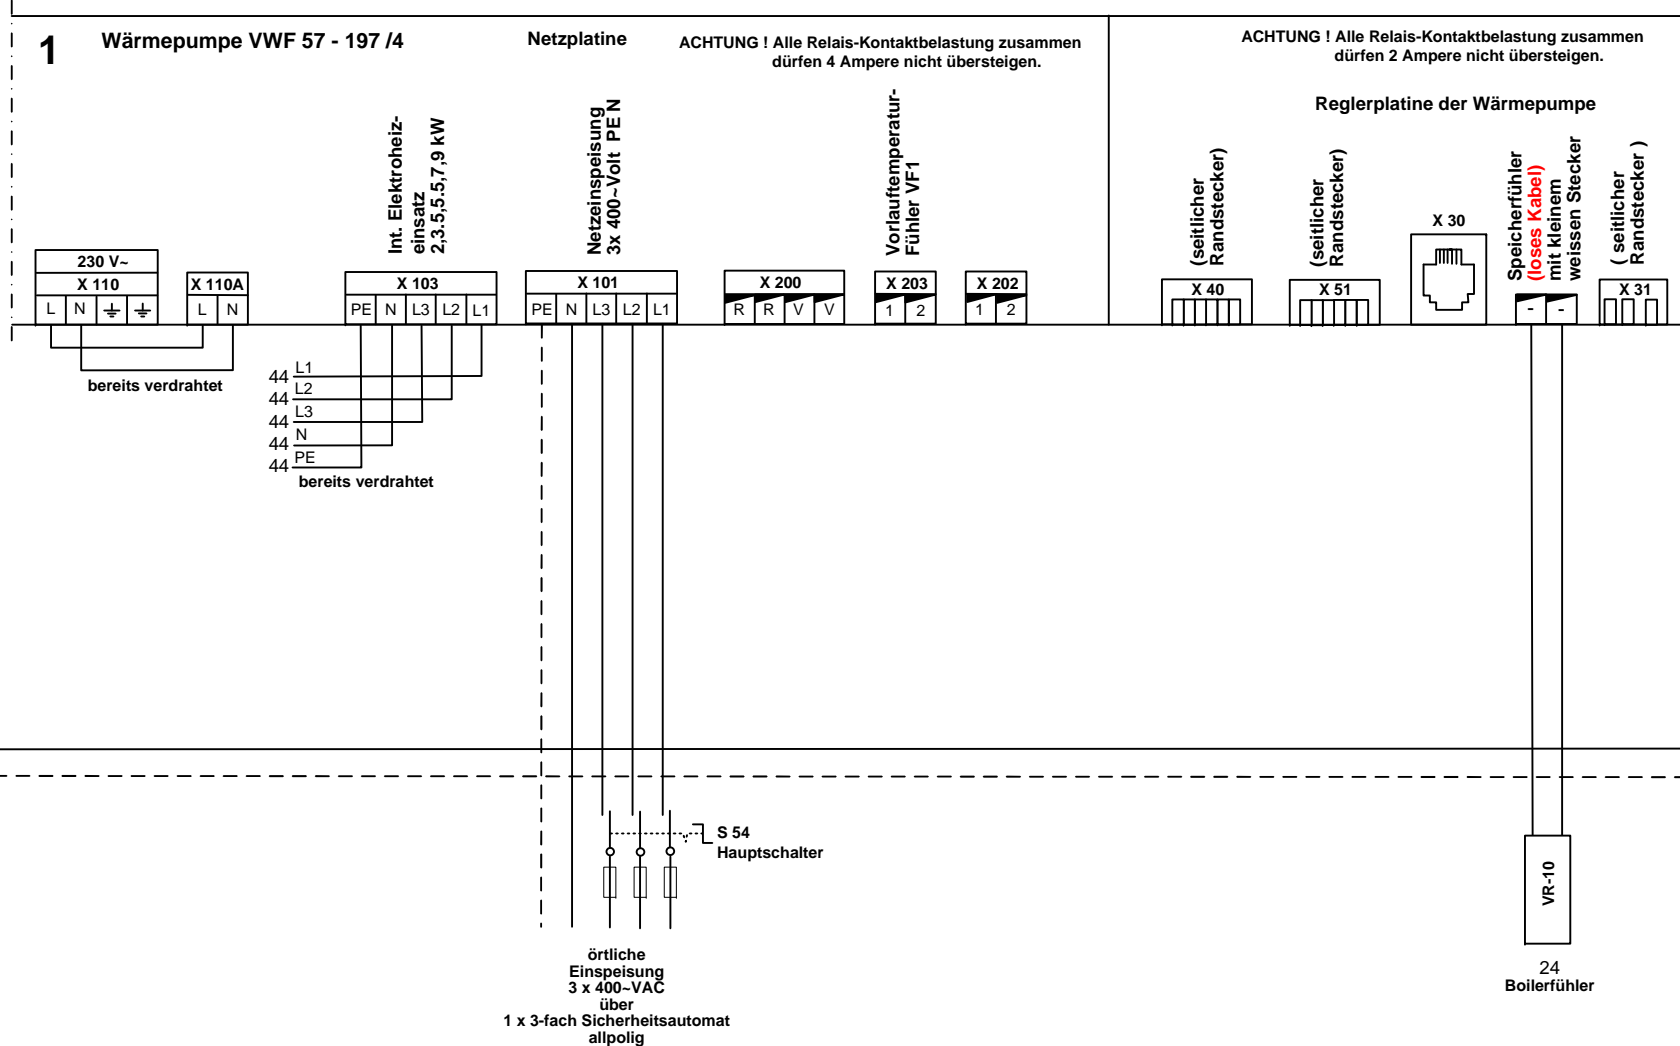 1
Wärmepumpe VWF 57 - 197 /4
Netzplatine
ACHTUNG ! Alle Relais-Kontaktbelastung zusammen
dürfen 4 Ampere nicht übersteigen.
ACHTUNG ! Alle Relais-Kontaktbelastung zusammen
dürfen 2 Ampere nicht übersteigen.
Reglerplatine der Wärmepumpe
Int. Elektroheiz-
einsatz
2,3.5,5.5,7,9 kW
Netzeinspeisung
3x 400~Volt PE N
Vorlauftemperatur-
Fühler VF1
(seitlicher
Randstecker)
(seitlicher
Randstecker)
Speicherfühler
(loses Kabel)
mit kleinem
weissen Stecker
( seitlicher
Randstecker )
230 V~
X 110
L N
X 110A
L N
X 103
PE N L3 L2 L1
X 101
PE N L3 L2 L1
X 200
R R V V
X 203
1 2
X 202
1 2
X 40
X 51
X 30
- -
X 31
bereits verdrahtet
44 L1
44 L2
44 L3
44 N
44 PE
bereits verdrahtet
S 54
Hauptschalter
örtliche
Einspeisung
3 x 400~VAC
über
1 x 3-fach Sicherheitsautomat
allpolig
VR-10
24
Boilerfühler